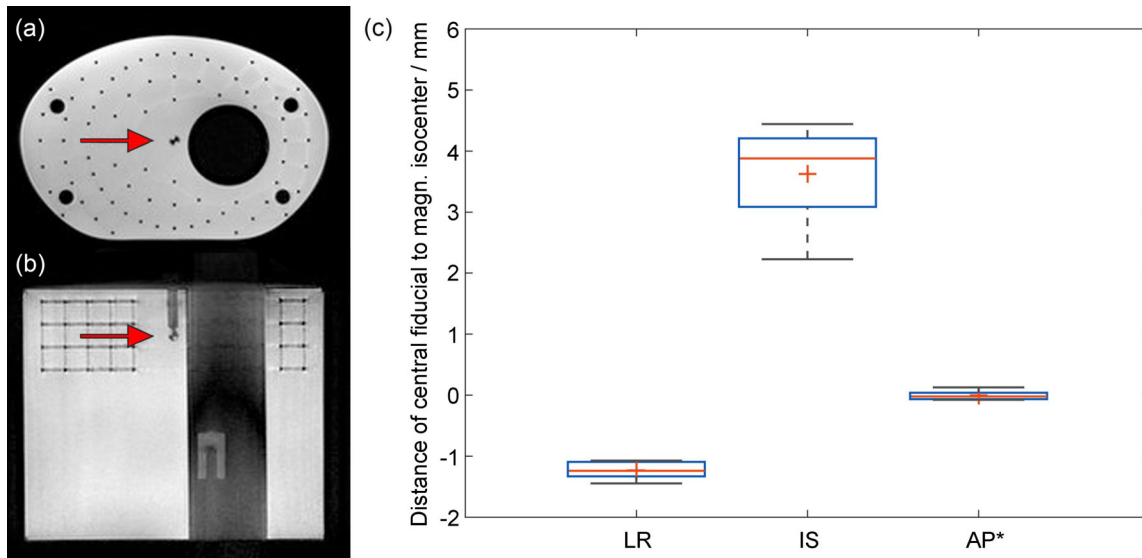 (a)
(b)
(c)
Distance of central fiducial to magn. isocenter / mm
6
5
4
3
2
1
0
-1
-2
LR IS AP*